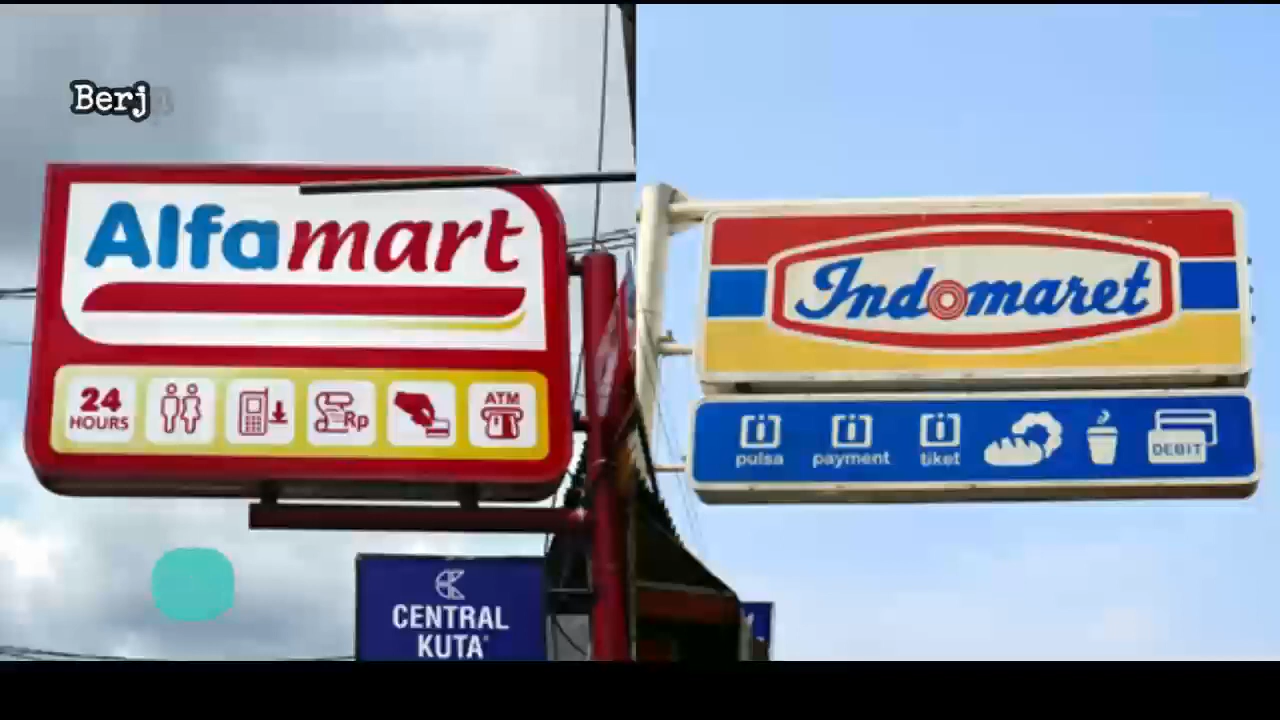 Berj
Alfamart
24
HOURS
Rp
ATM
CENTRAL
KUTA
Indomaret
pulsa
payment
tiket
DEBIT